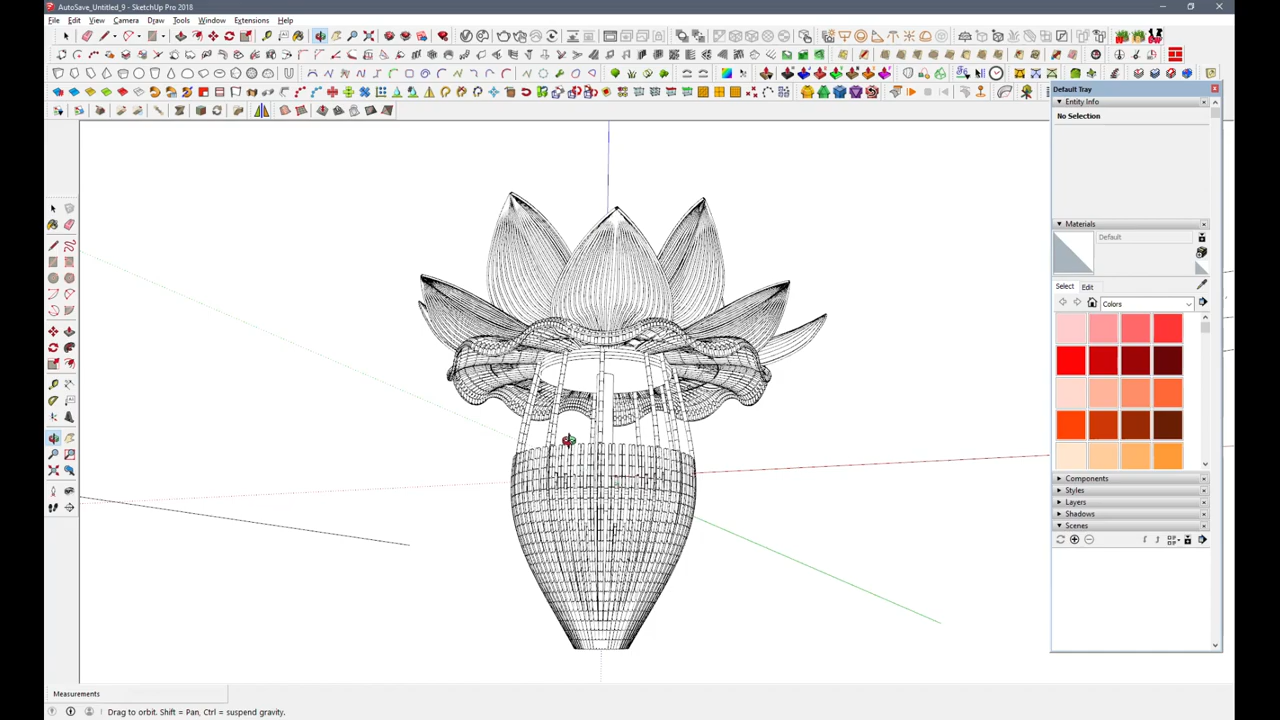 AutoSave_Untitled_9 - SketchUp Pro 2018
File Edit View Camera Draw Tools Window Extensions Help
Default Tray
Entity Info
No Selection
Materials
Default
Select Edit
Colors
Components
Styles
Layers
Shadows
Scenes
Measurements
Drag to orbit. Shift = Pan, Ctrl = suspend gravity.